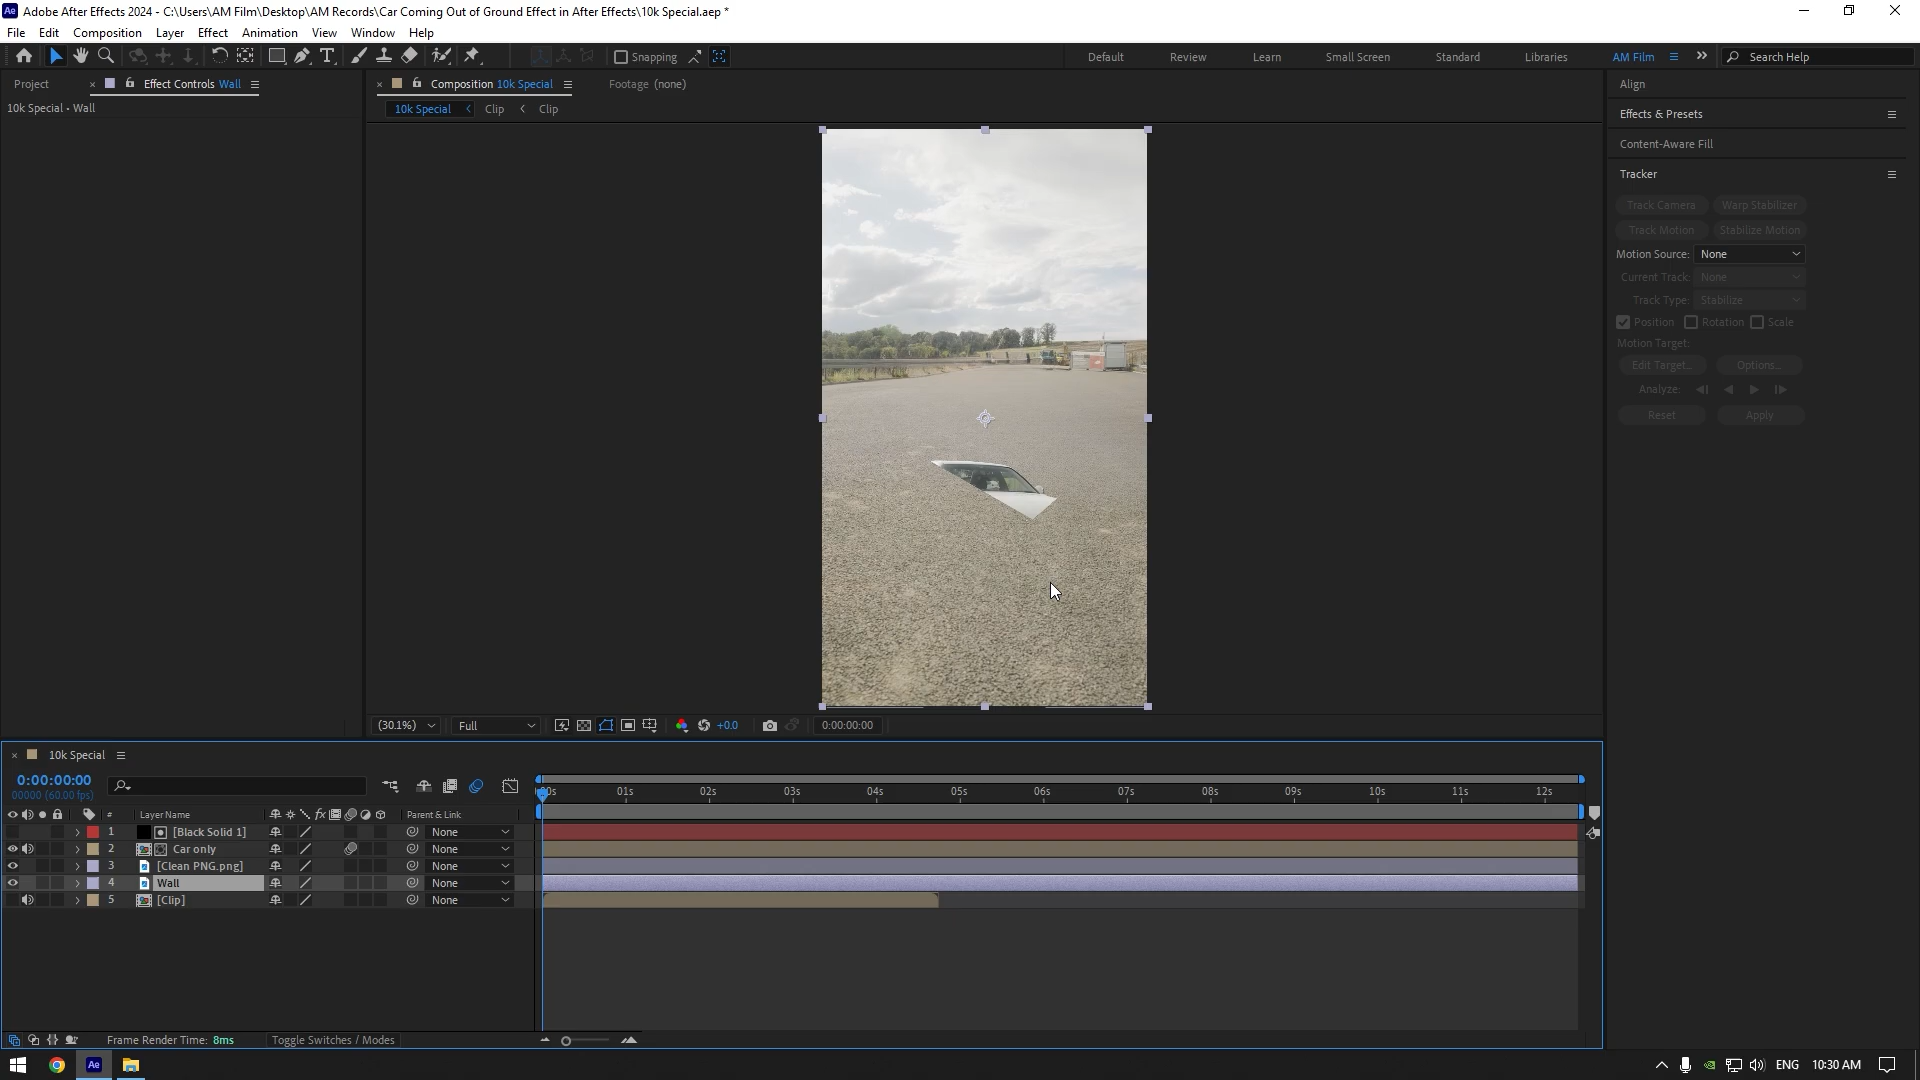 Adobe After Effects 2024 - C:\Users\AM Film\Desktop\AM Records\Car Coming Out of Ground Effect in After Effects\10k Special.aep *
File Edit Composition Layer Effect Animation View Window Help
Snapping Default Review Learn Small Screen Standard Libraries AM Film Search Help
Project Effect Controls Wall
10k Special • Wall
Composition 10k Special Footage (none)
10k Special Clip Clip
Align
Effects & Presets
Content-Aware Fill
Tracker
Track Camera Warp Stabilizer
Track Motion Stabilize Motion
Motion Source: None
Current Track: None
Track Type: Stabilize
Position Rotation Scale
Motion Target:
Edit Target... Options...
Analyze:
Reset Apply
(30.1%) Full +0.0 0:00:00:00
10k Special
0:00:00:00
00000 (60.00 fps)
00s 01s 02s 03s 04s 05s 06s 07s 08s 09s 10s 11s 12s
# Layer Name fx Parent & Link
1 [Black Solid 1] None
2 Car only None
3 [Clean PNG.png] None
4 Wall None
5 [Clip] None
Frame Render Time: 8ms Toggle Switches / Modes
ENG 10:30 AM